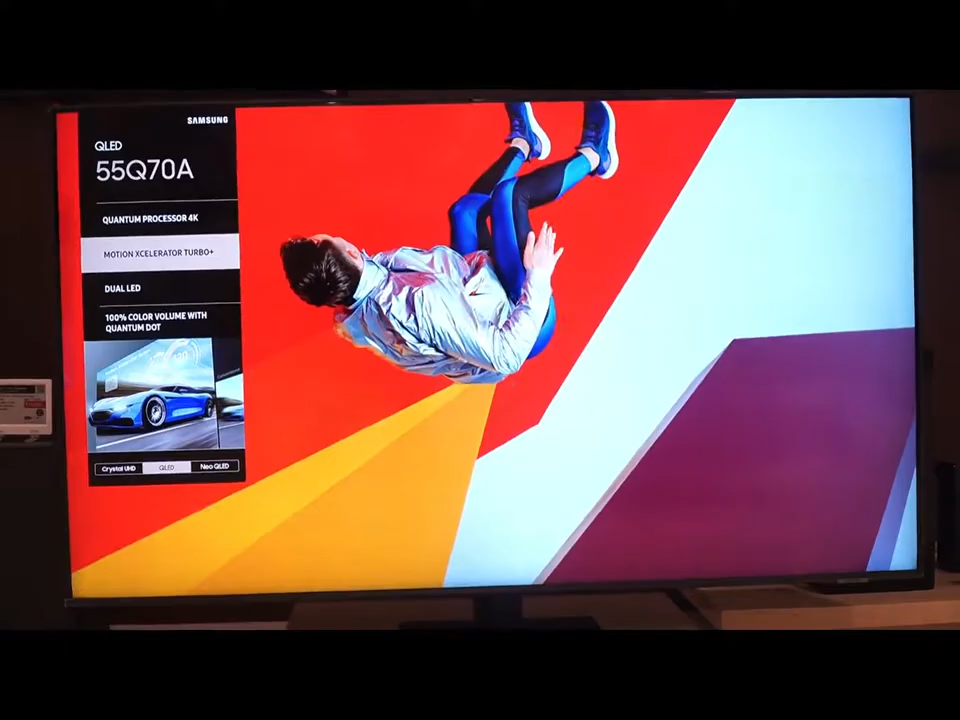 SAMSUNG
QLED
55Q70A
QUANTUM PROCESSOR 4K
MOTION XCELERATOR TURBO+
DUAL LED
100% COLOR VOLUME WITH
QUANTUM DOT
Crystal UHD
QLED
Neo QLED